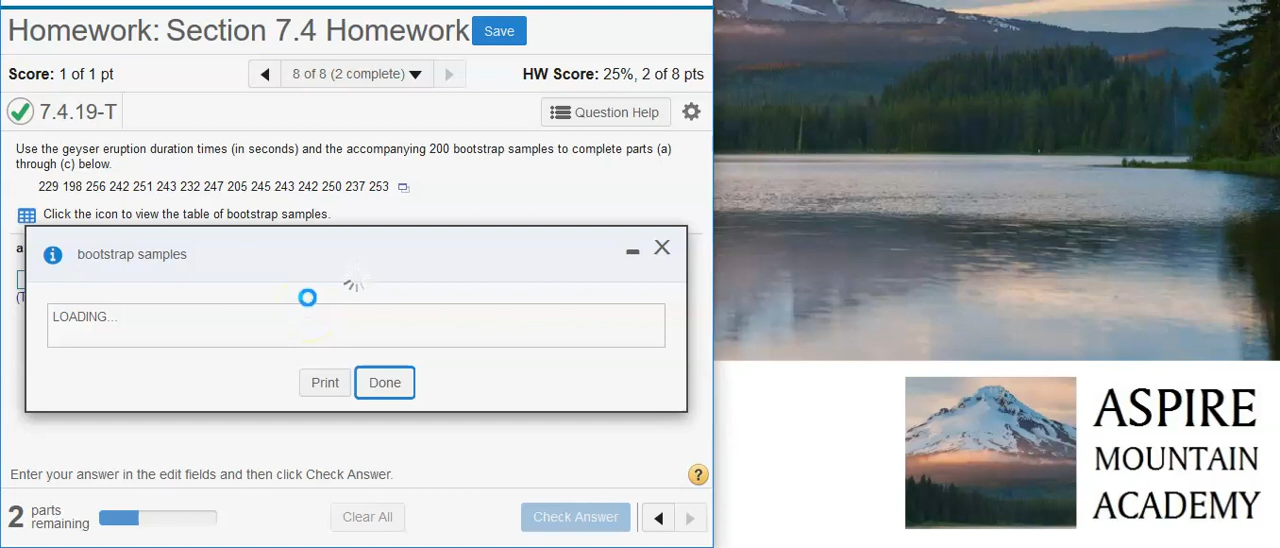 Homework: Section 7.4 Homework Save
Score: 1 of 1 pt 8 of 8 (2 complete) HW Score: 25%, 2 of 8 pts
7.4.19-T Question Help
Use the geyser eruption duration times (in seconds) and the accompanying 200 bootstrap samples to complete parts (a)
through (c) below.
229 198 256 242 251 243 232 247 205 245 243 242 250 237 253
Click the icon to view the table of bootstrap samples.
a
bootstrap samples
(T
LOADING...
Print Done
Enter your answer in the edit fields and then click Check Answer.
?
2 parts
remaining
Clear All Check Answer
ASPIRE
MOUNTAIN
ACADEMY